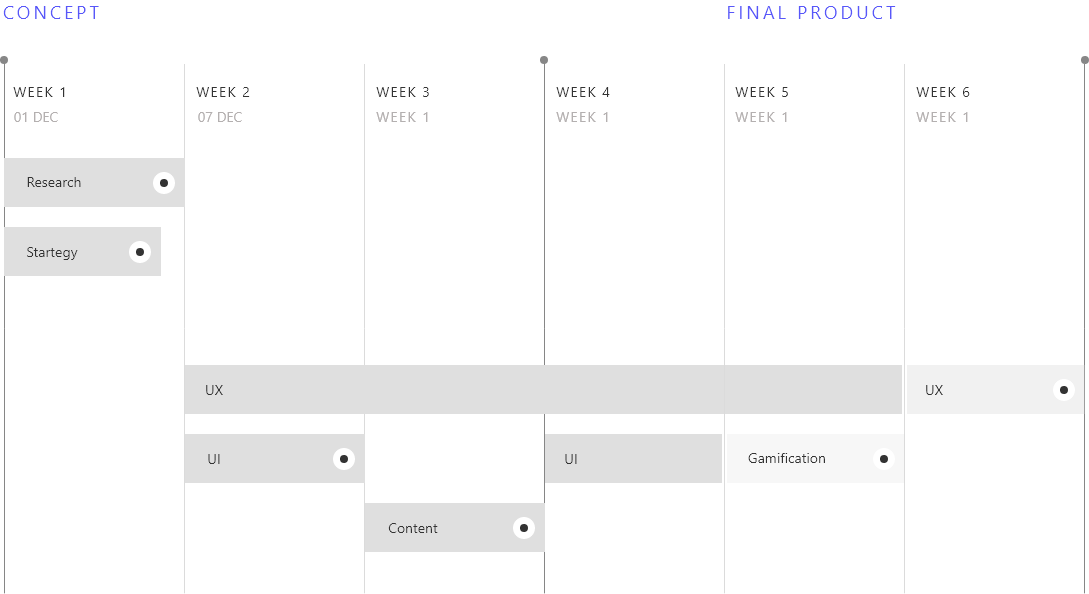 CONCEPT
FINAL PRODUCT
WEEK 1
WEEK 2
WEEK 3
WEEK 4
WEEK 5
WEEK 6
01 DEC
07 DEC
WEEK 1
WEEK 1
WEEK 1
WEEK 1
Research
Startegy
UX
UX
UI
UI
Gamification
Content